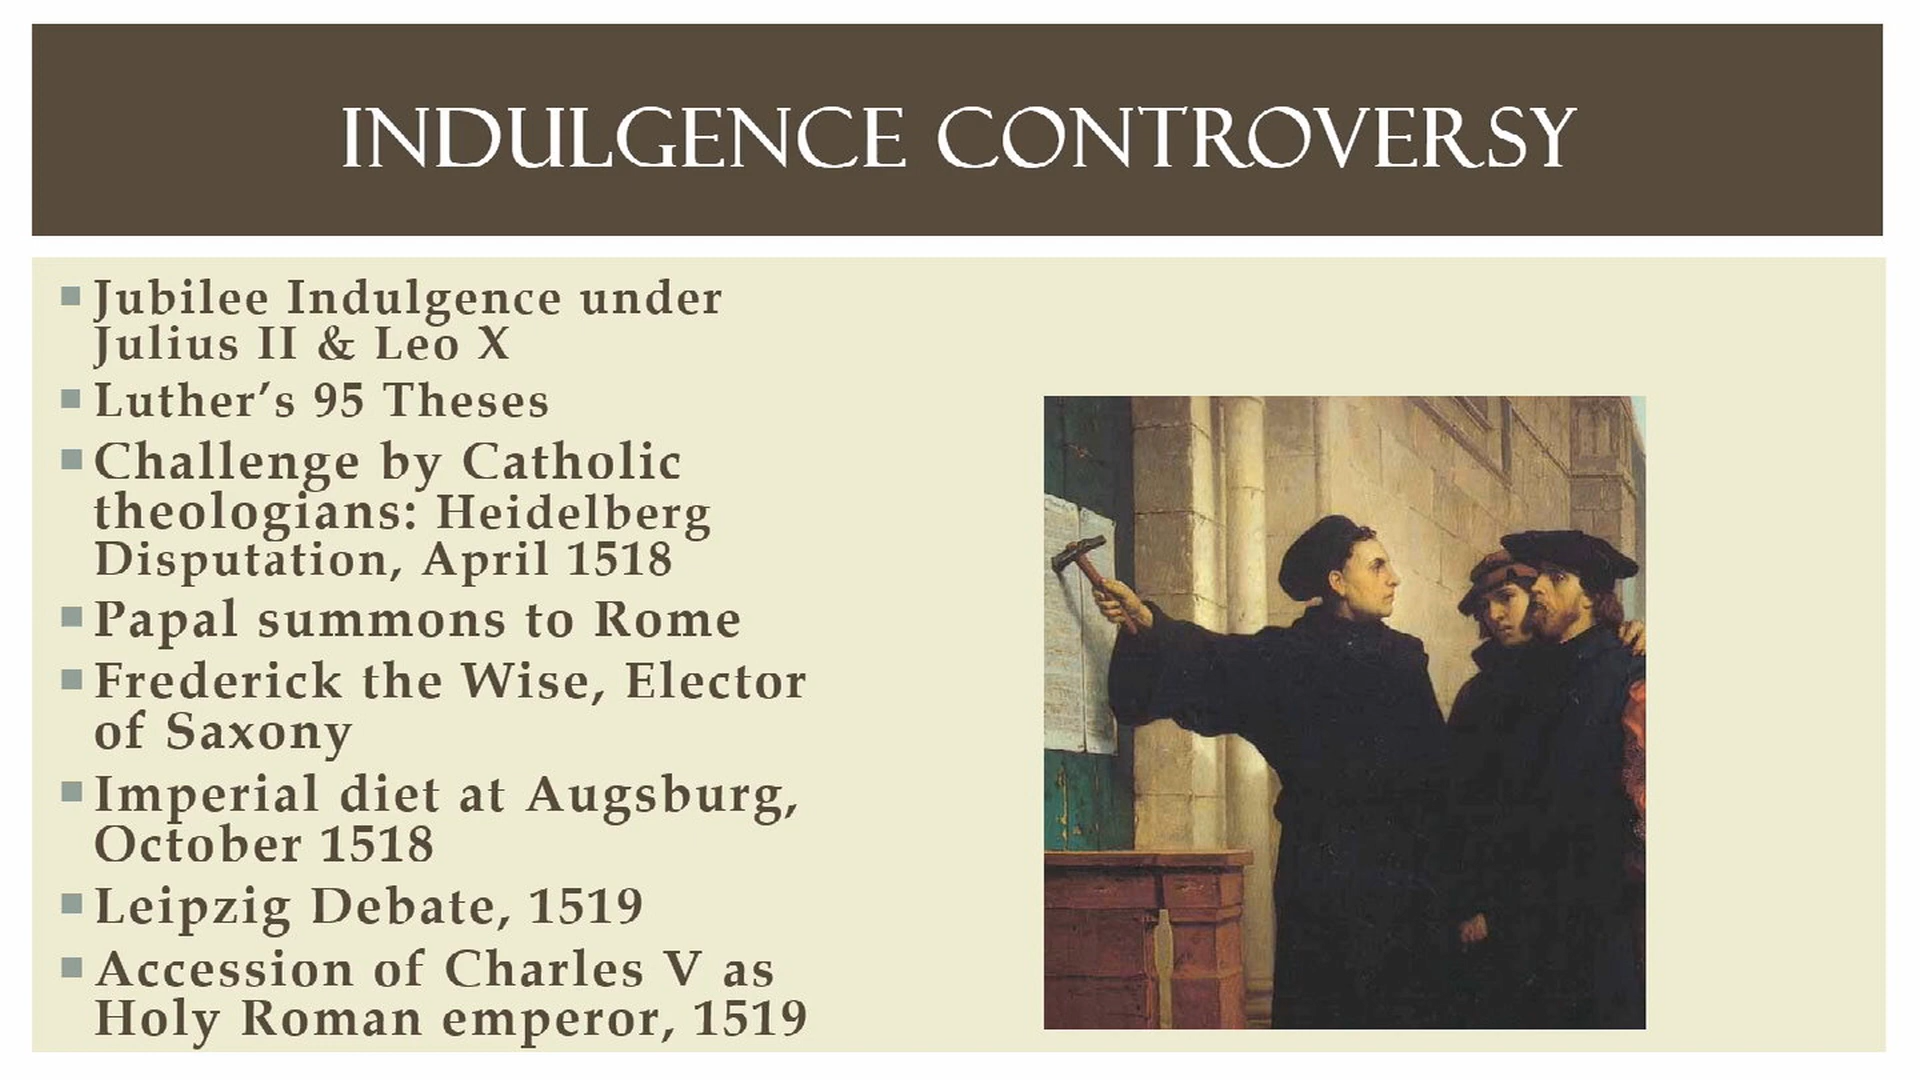 INDULGENCE CONTROVERSY
Jubilee Indulgence under
Julius II & Leo X
Luther's 95 Theses
Challenge by Catholic
theologians: Heidelberg
Disputation, April 1518
Papal summons to Rome
Frederick the Wise, Elector
of Saxony
Imperial diet at Augsburg,
October 1518
Leipzig Debate, 1519
Accession of Charles V as
Holy Roman emperor, 1519